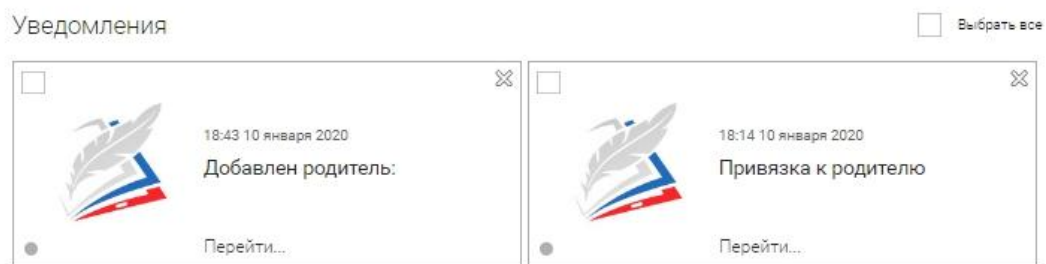 Уведомления
Выбрать все
18:43 10 января 2020
Добавлен родитель:
Перейти...
18:14 10 января 2020
Привязка к родителю
Перейти...